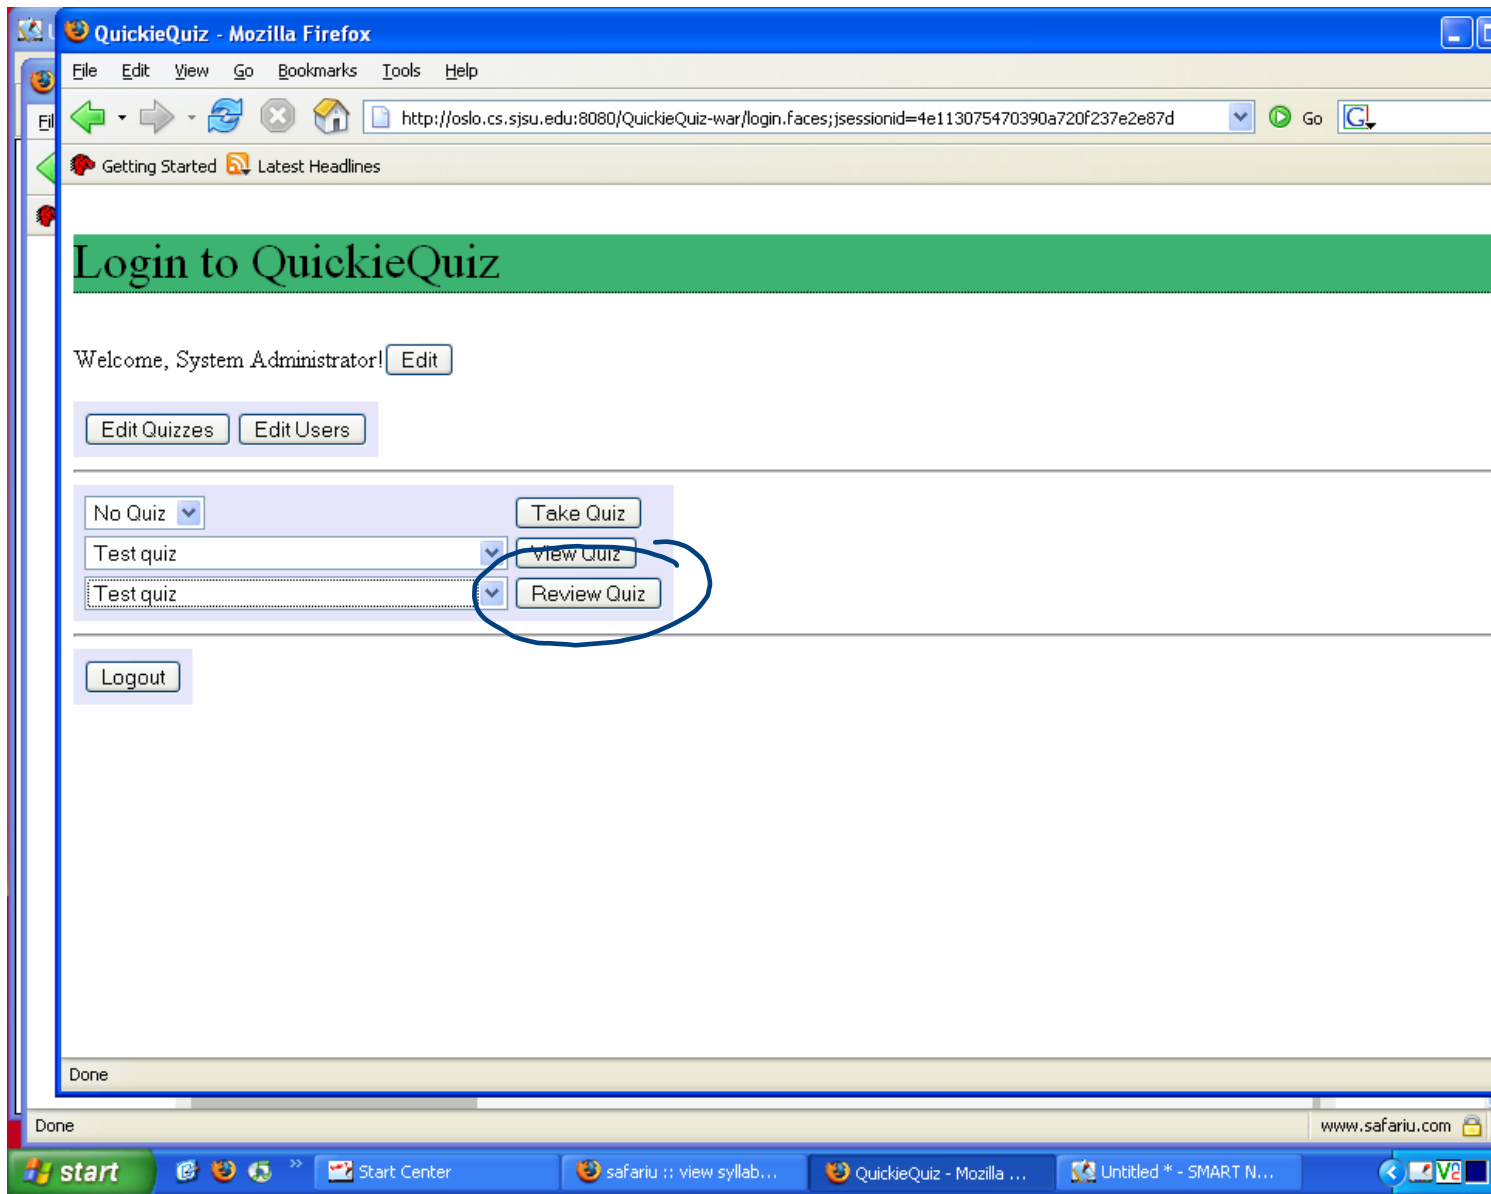 QuickieQuiz - Mozilla Firefox
File Edit View Go Bookmarks Tools Help
http://oslo.cs.sjsu.edu:8080/QuickieQuiz-war/login.faces;jsessionid=4e113075470390a720f237e2e87d Go G
Getting Started Latest Headlines
Login to QuickieQuiz
Welcome, System Administrator! Edit
Edit Quizzes Edit Users
No Quiz Take Quiz
Test quiz View Quiz
Test quiz Review Quiz
Logout
Done
Done www.safariu.com
start » Start Center safariu :: view syllab... QuickieQuiz - Mozilla ... Untitled * - SMART N...